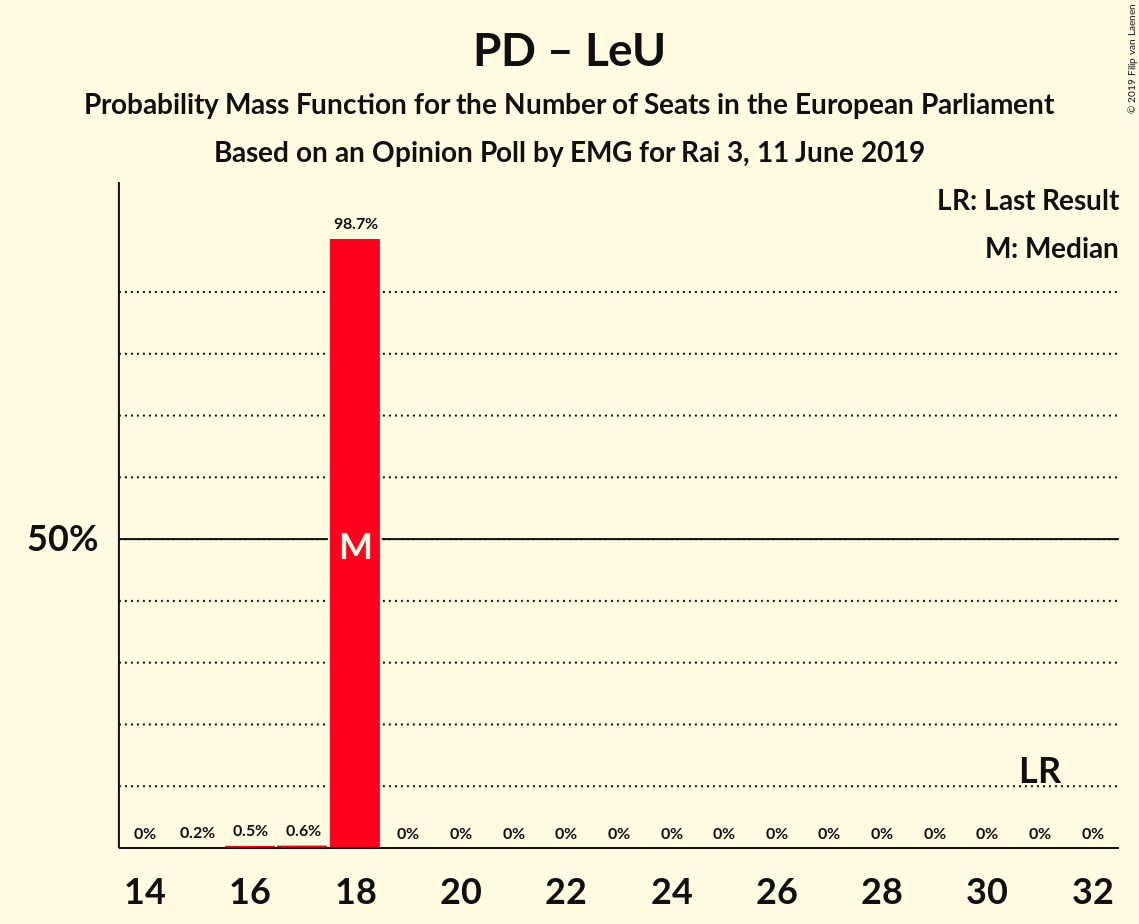 PD – LeU
Probability Mass Function for the Number of Seats in the European Parliament
Based on an Opinion Poll by EMG for Rai 3, 11 June 2019
© 2019 Filip van Laenen
LR: Last Result
M: Median
98.7%
50%
M
LR
0% 0.2% 0.5% 0.6% 0% 0% 0% 0% 0% 0% 0% 0% 0% 0% 0% 0% 0% 0%
14 16 18 20 22 24 26 28 30 32